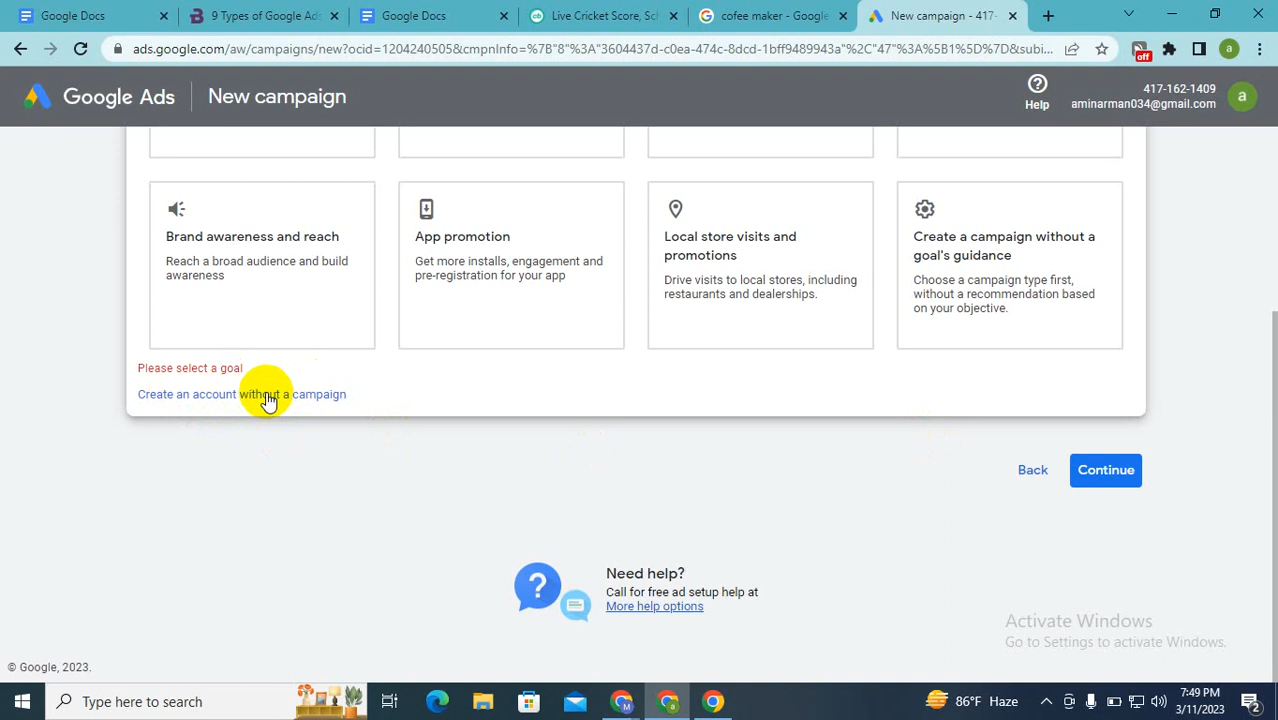 Google Docs
9 Types of Google Ads
Google Docs
Live Cricket Score, Sch
cofee maker - Google
New campaign - 417-
ads.google.com/aw/campaigns/new?ocid=1204240505&cmpnInfo=%7B"8"%3A"3604437d-c0ea-474c-8dcd-1bff9489943a"%2C"47"%3A%5B1%5D%7D&subi...
a
off
Google Ads
New campaign
Help
417-162-1409
aminarman034@gmail.com
a
Brand awareness and reach
Reach a broad audience and build
awareness
App promotion
Get more installs, engagement and
pre-registration for your app
Local store visits and
promotions
Drive visits to local stores, including
restaurants and dealerships.
Create a campaign without a
goal's guidance
Choose a campaign type first,
without a recommendation based
on your objective.
Please select a goal
Create an account without a campaign
Back
Continue
Need help?
Call for free ad setup help at
More help options
Activate Windows
Go to Settings to activate Windows.
© Google, 2023.
Type here to search
86°F Haze
7:49 PM
3/11/2023
2